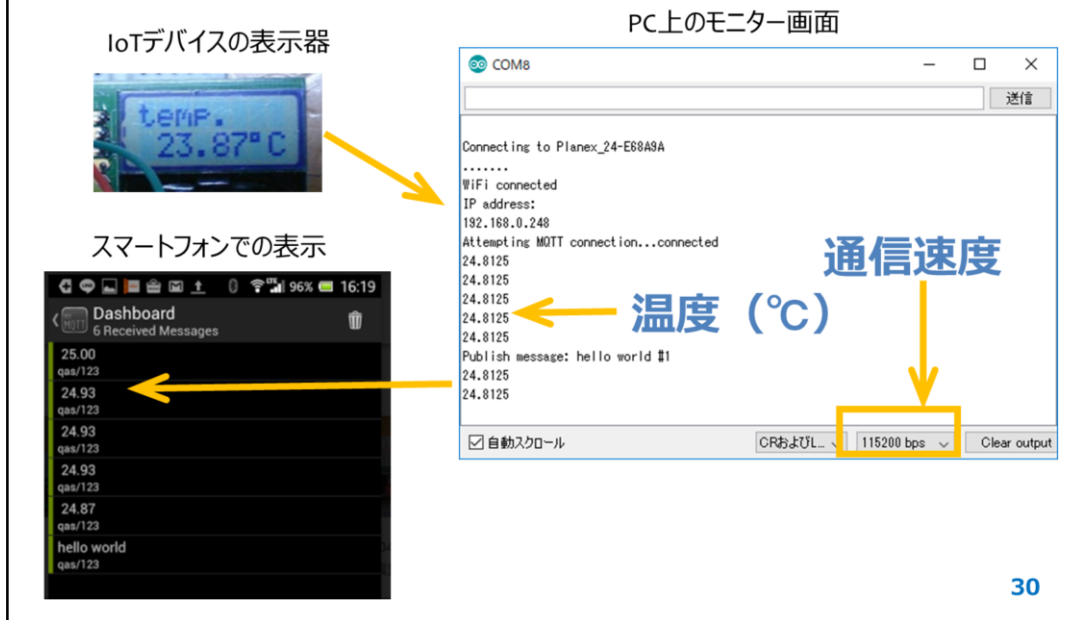 IoTデバイスの表示器
temp.
23.87°C
スマートフォンでの表示
LTE 96% 16:19
MQTT
Dashboard
6 Received Messages
25.00
qas/123
24.93
qas/123
24.93
qas/123
24.93
qas/123
24.87
qas/123
hello world
qas/123
PC上のモニター画面
COM8
送信
Connecting to Planex_24-E68A9A
.......
WiFi connected
IP address:
192.168.0.248
Attempting MQTT connection...connected
24.8125
24.8125
24.8125
24.8125
24.8125
Publish message: hello world #1
24.8125
24.8125
通信速度
温度（℃）
自動スクロール
CRおよびL...
115200 bps
Clear output
30